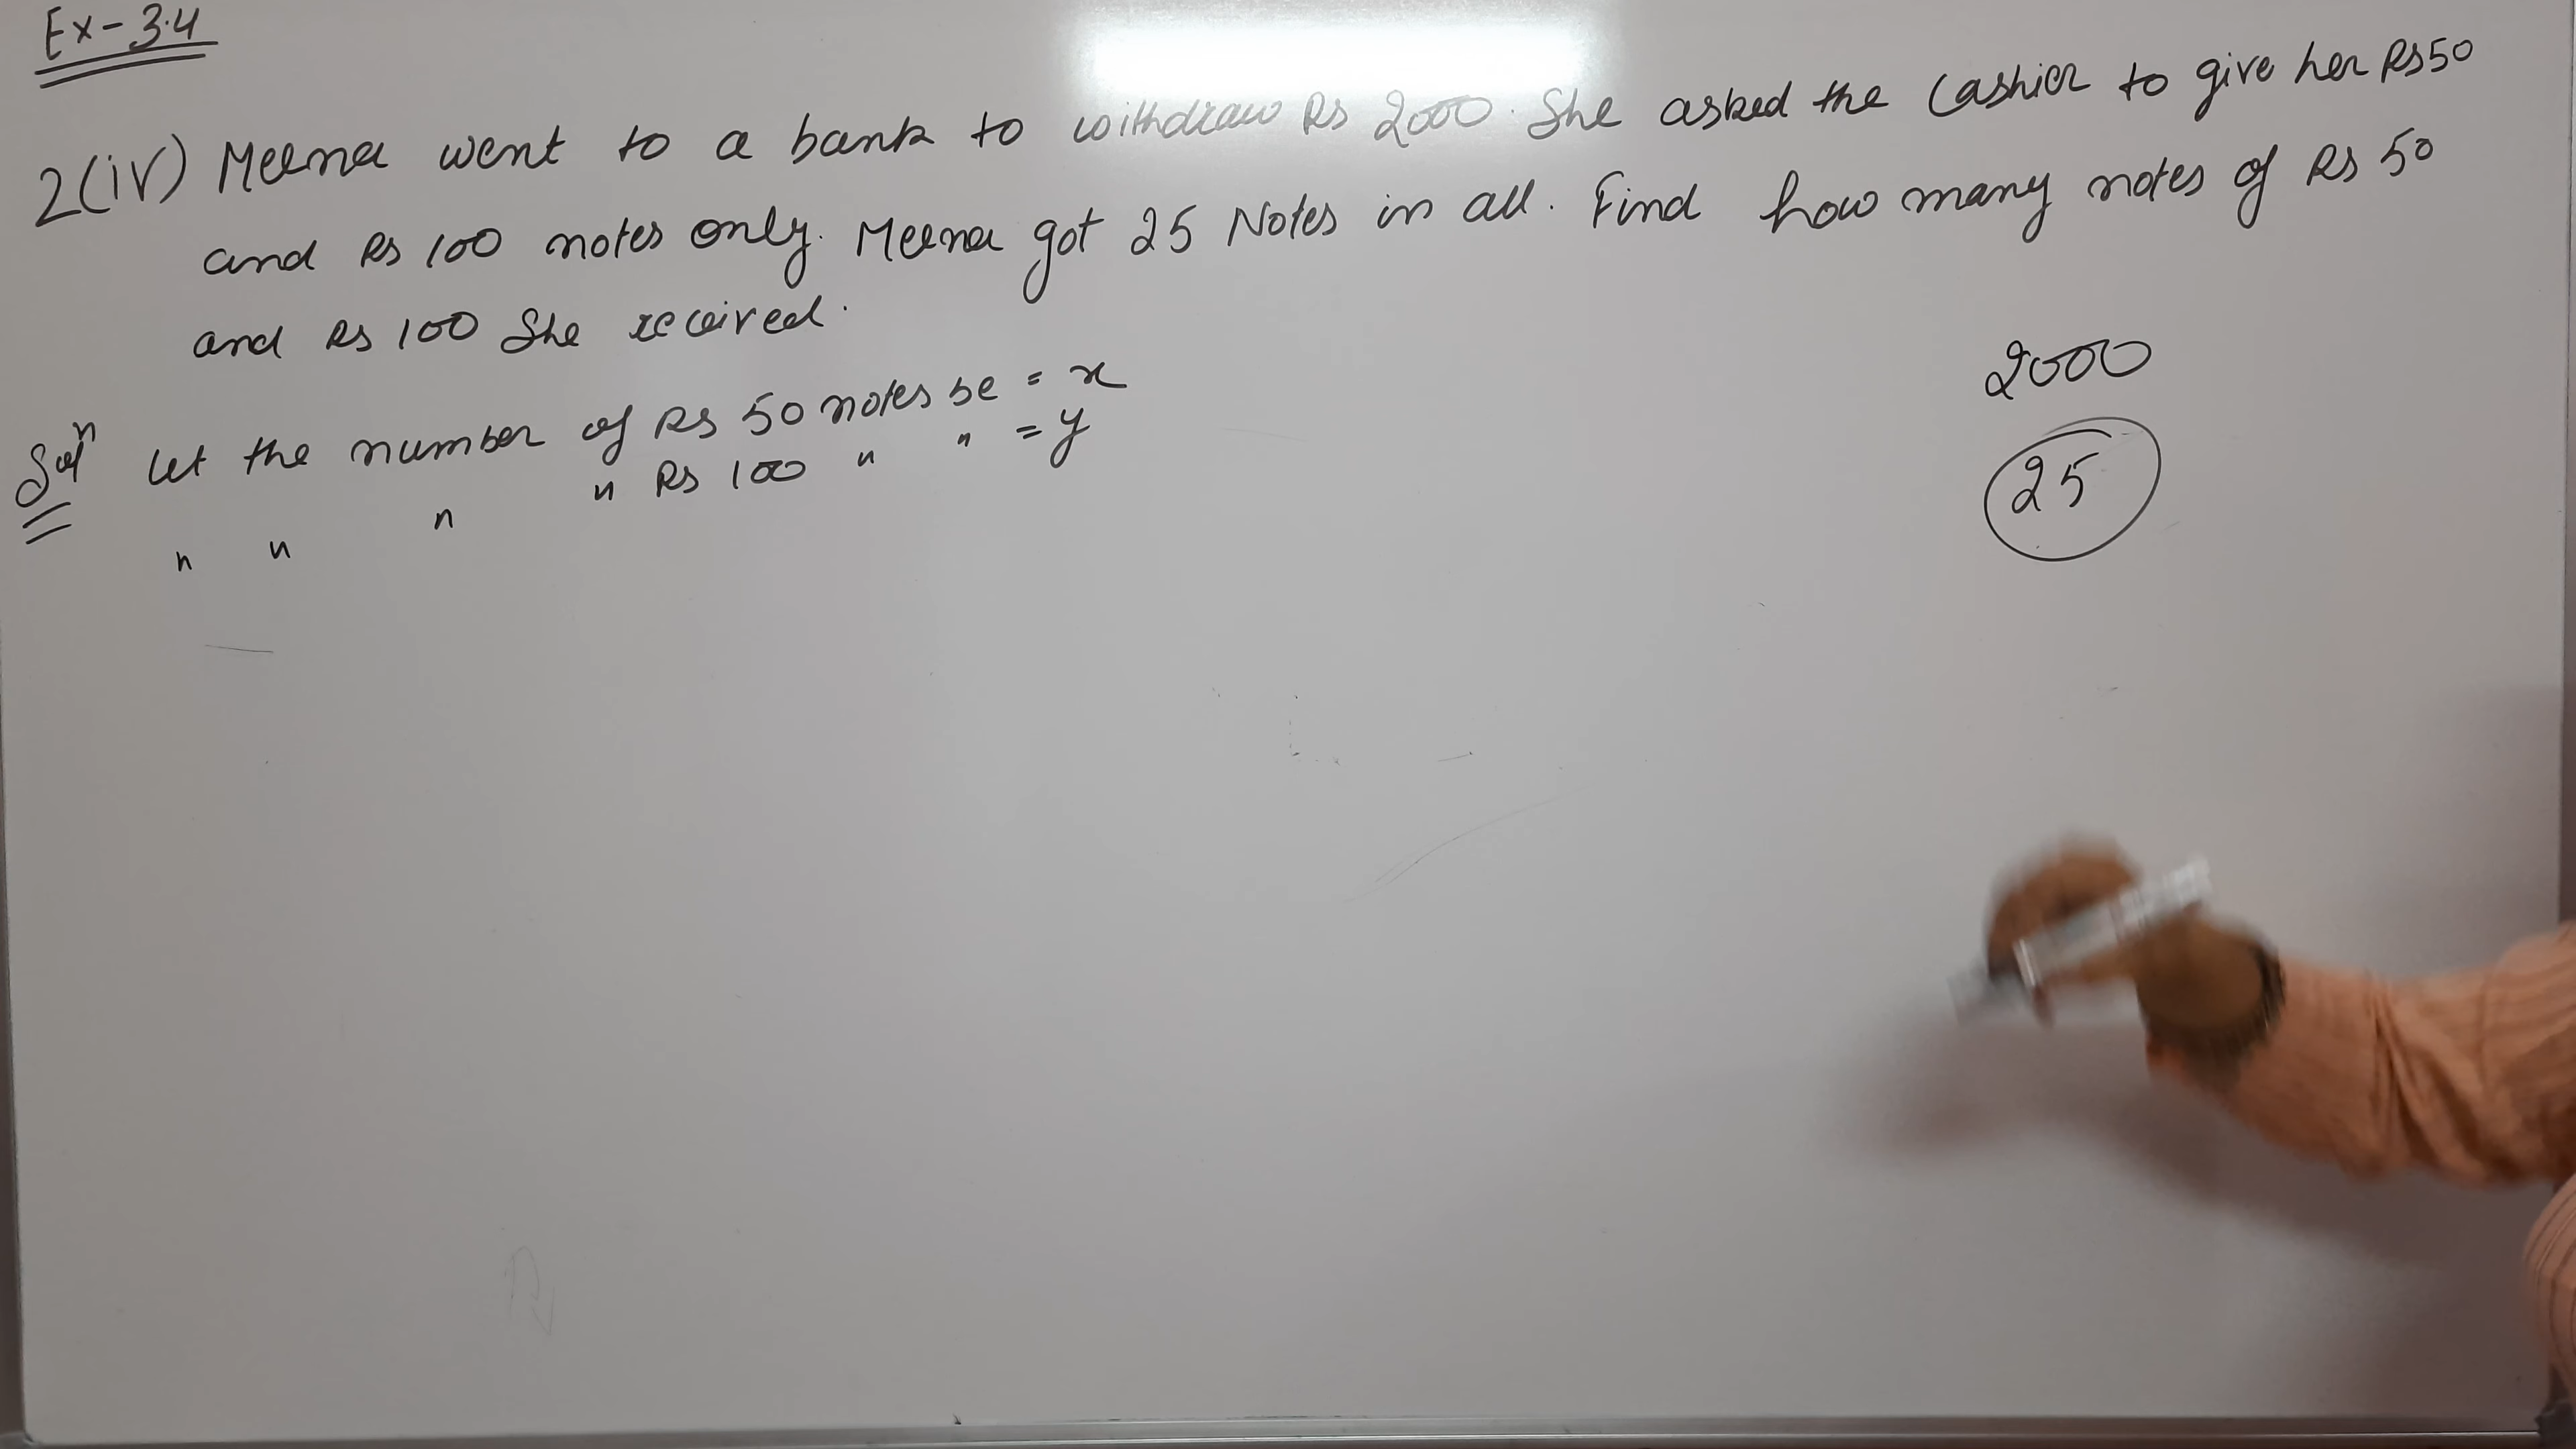 Ex-3.4
2(iv) Meena went to a bank to withdraw Rs 2000. She asked the Cashier to give her Rs 50
and Rs 100 notes only. Meena got 25 Notes in all. Find how many notes of Rs 50
and Rs 100 She received.
Solⁿ Let the number of Rs 50 notes be = x
" " " " Rs 100 " " = y
2000
25